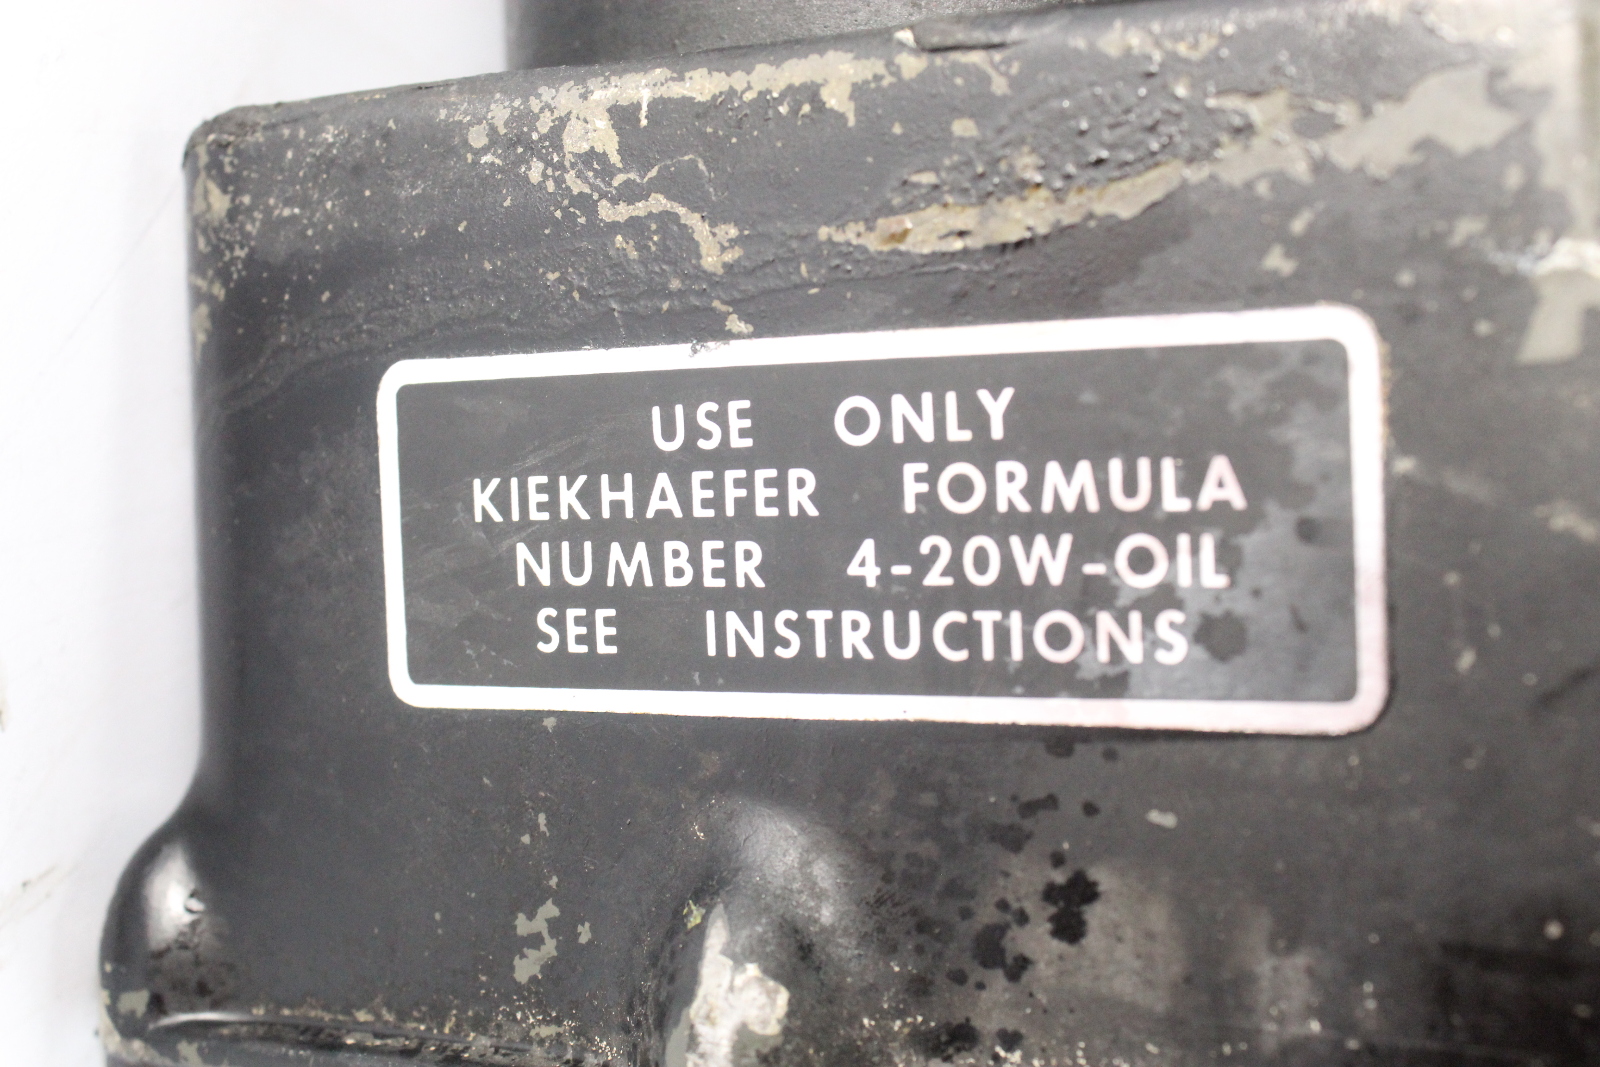 USE ONLY
KIEKHAEFER FORMULA
NUMBER 4-20W-OIL
SEE INSTRUCTIONS